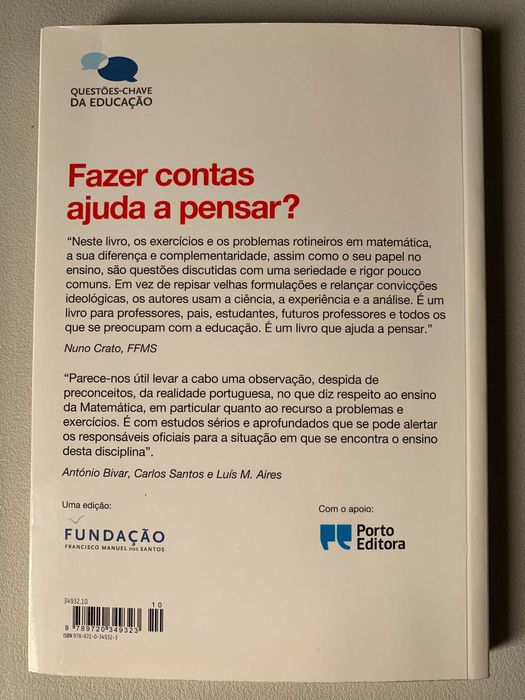 QUESTÕES-CHAVE
DA EDUCAÇÃO
Fazer contas
ajuda a pensar?
“Neste livro, os exercícios e os problemas rotineiros em matemática,
a sua diferença e complementaridade, assim como o seu papel no
ensino, são questões discutidas com uma seriedade e rigor pouco
comuns. Em vez de repisar velhas formulações e relançar convicções
ideológicas, os autores usam a ciência, a experiência e a análise. É um
livro para professores, pais, estudantes, futuros professores e todos os
que se preocupam com a educação. É um livro que ajuda a pensar.”
Nuno Crato, FFMS
“Parece-nos útil levar a cabo uma observação, despida de
preconceitos, da realidade portuguesa, no que diz respeito ao ensino
da Matemática, em particular quanto ao recurso a problemas e
exercícios. É com estudos sérios e aprofundados que se pode alertar
os responsáveis oficiais para a situação em que se encontra o ensino
desta disciplina”.
António Bivar, Carlos Santos e Luís M. Aires
Uma edição:
FUNDAÇÃO
FRANCISCO MANUEL DOS SANTOS
Com o apoio:
Porto
Editora
34932.10
10
9 789720 349323
ISBN 978-972-0-34932-3